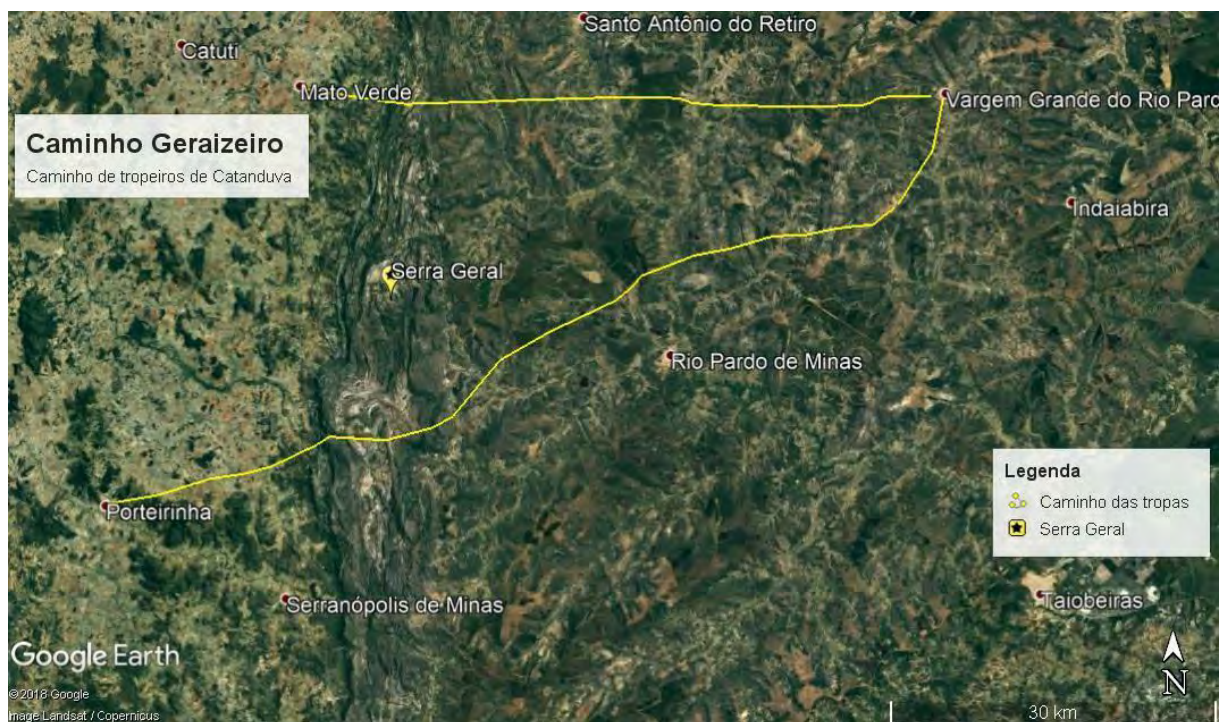 Santo Antônio do Retiro
Catuti
Mato Verde
Vargem Grande do Rio Pard
Caminho Geraizeiro
Caminho de tropeiros de Catanduva
Indaiabira
Serra Geral
Rio Pardo de Minas
Legenda
Caminho das tropas
Serra Geral
Porteirinha
Serranópolis de Minas
Taiobeiras
Google Earth
N
©2018 Google
Image Landsat / Copernicus
30 km